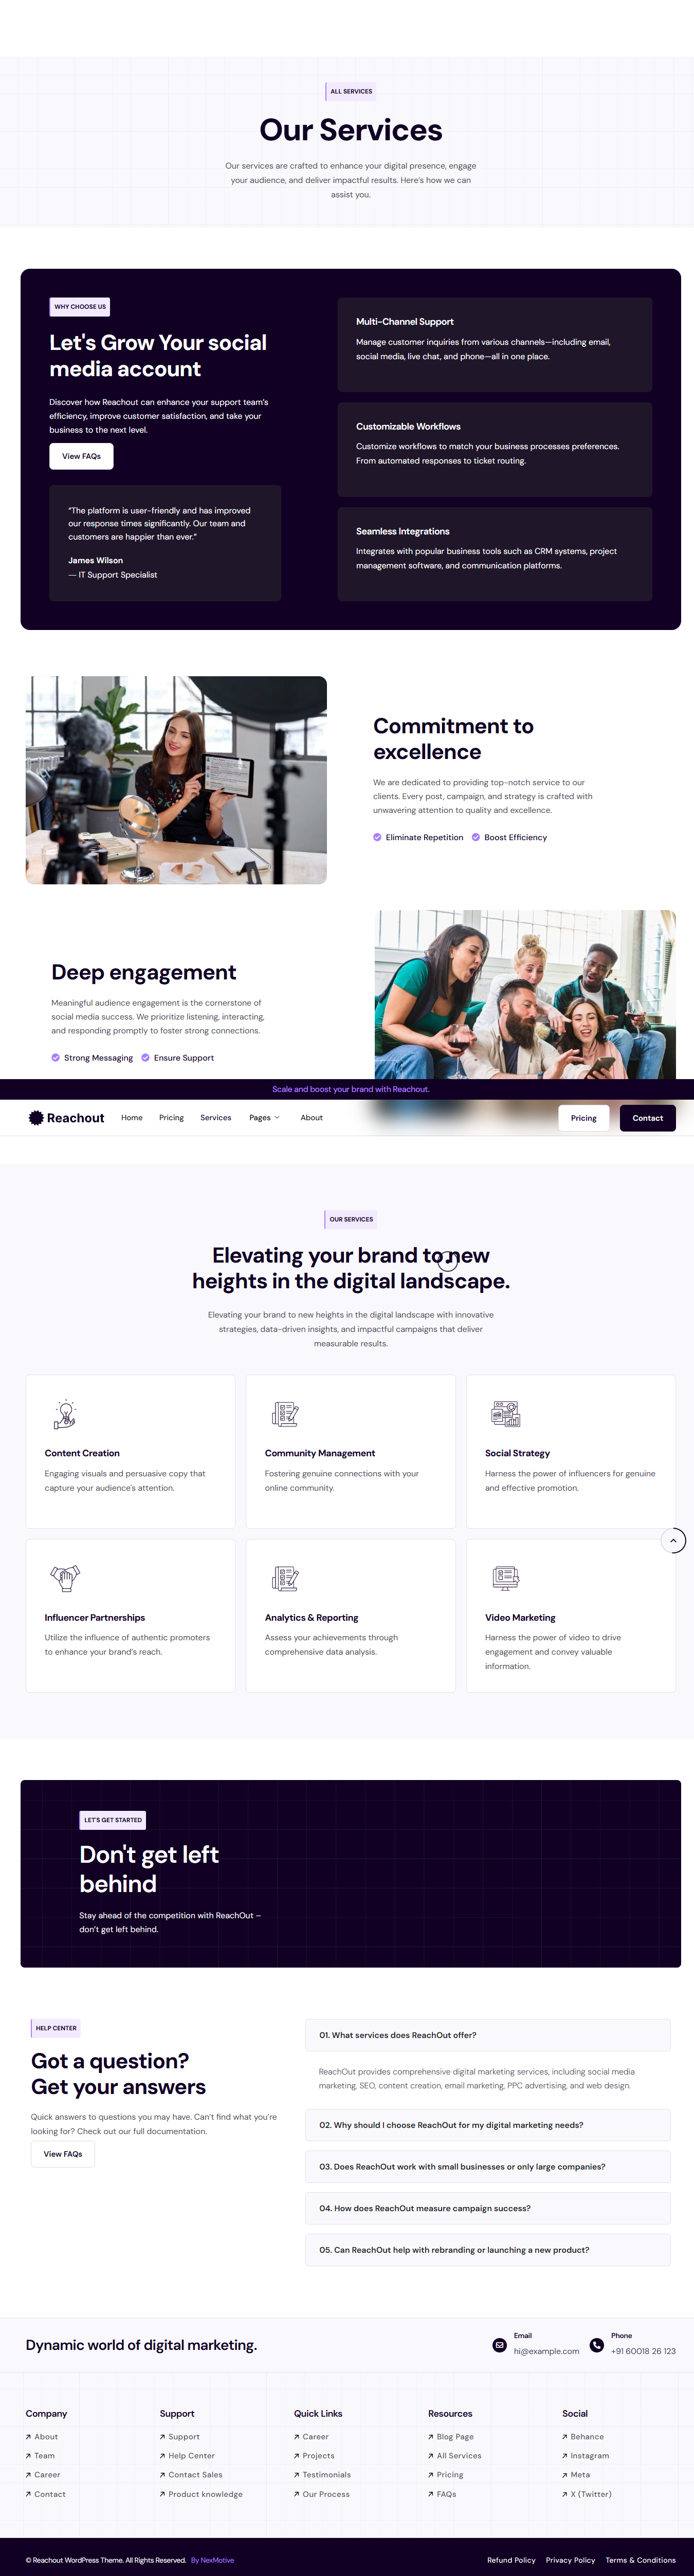 ALL SERVICES
Our Services
Our services are crafted to enhance your digital presence, engage
your audience, and deliver impactful results. Here's how we can
assist you.
WHY CHOOSE US
Let's Grow Your social
media account
Discover how Reachout can enhance your support team's
efficiency, improve customer satisfaction, and take your
business to the next level.
View FAQs
"The platform is user-friendly and has improved
our response times significantly. Our team and
customers are happier than ever."
James Wilson
— IT Support Specialist
Multi-Channel Support
Manage customer inquiries from various channels—including email,
social media, live chat, and phone—all in one place.
Customizable Workflows
Customize workflows to match your business processes preferences.
From automated responses to ticket routing.
Seamless Integrations
Integrates with popular business tools such as CRM systems, project
management software, and communication platforms.
Commitment to
excellence
We are dedicated to providing top-notch service to our
clients. Every post, campaign, and strategy is crafted with
unwavering attention to quality and excellence.
Eliminate Repetition Boost Efficiency
Deep engagement
Meaningful audience engagement is the cornerstone of
social media success. We prioritize listening, interacting,
and responding promptly to foster strong connections.
Strong Messaging Ensure Support
Scale and boost your brand with Reachout.
Reachout Home Pricing Services Pages About Pricing Contact
OUR SERVICES
Elevating your brand to new
heights in the digital landscape.
Elevating your brand to new heights in the digital landscape with innovative
strategies, data-driven insights, and impactful campaigns that deliver
measurable results.
Content Creation
Engaging visuals and persuasive copy that
capture your audience's attention.
Community Management
Fostering genuine connections with your
online community.
Social Strategy
Harness the power of influencers for genuine
and effective promotion.
Influencer Partnerships
Utilize the influence of authentic promoters
to enhance your brand's reach.
Analytics & Reporting
Assess your achievements through
comprehensive data analysis.
Video Marketing
Harness the power of video to drive
engagement and convey valuable
information.
LET'S GET STARTED
Don't get left
behind
Stay ahead of the competition with ReachOut –
don't get left behind.
HELP CENTER
Got a question?
Get your answers
Quick answers to questions you may have. Can't find what you're
looking for? Check out our full documentation.
View FAQs
01. What services does ReachOut offer?
ReachOut provides comprehensive digital marketing services, including social media
marketing, SEO, content creation, email marketing, PPC advertising, and web design.
02. Why should I choose ReachOut for my digital marketing needs?
03. Does ReachOut work with small businesses or only large companies?
04. How does ReachOut measure campaign success?
05. Can ReachOut help with rebranding or launching a new product?
Dynamic world of digital marketing.
Email
hi@example.com
Phone
+91 60018 26 123
Company
About
Team
Career
Contact
Support
Support
Help Center
Contact Sales
Product knowledge
Quick Links
Career
Projects
Testimonials
Our Process
Resources
Blog Page
All Services
Pricing
FAQs
Social
Behance
Instagram
Meta
X (Twitter)
© Reachout WordPress Theme. All Rights Reserved. By NexMotive
Refund Policy Privacy Policy Terms & Conditions